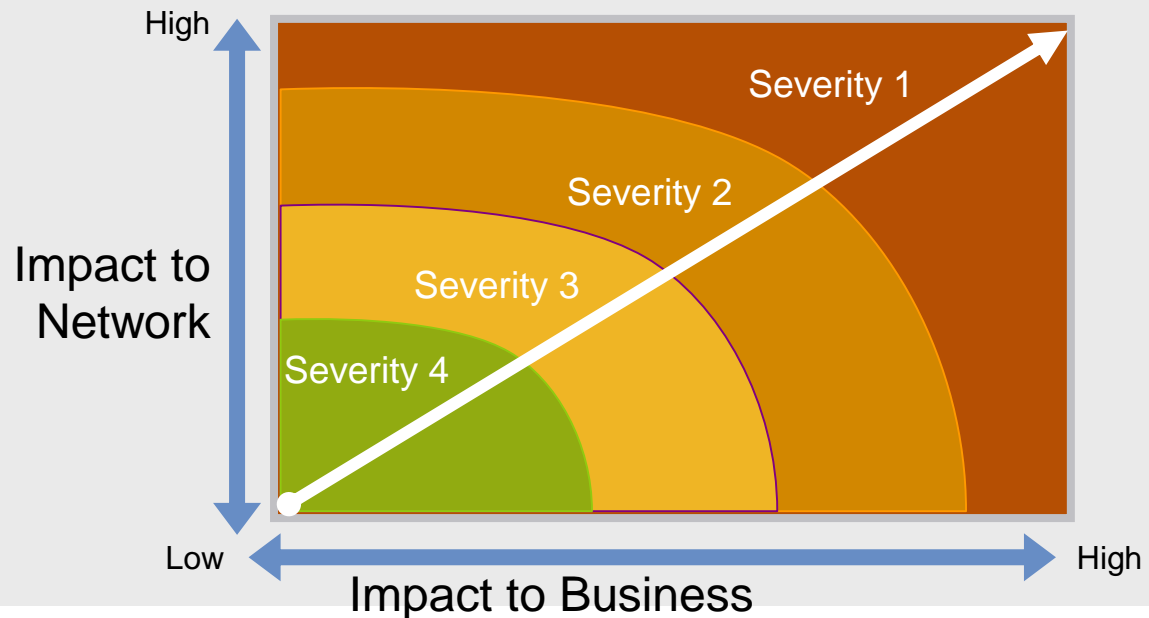 High
Severity 1
Severity 2
Impact to
Network
Severity 3
Severity 4
Low
High
Impact to Business